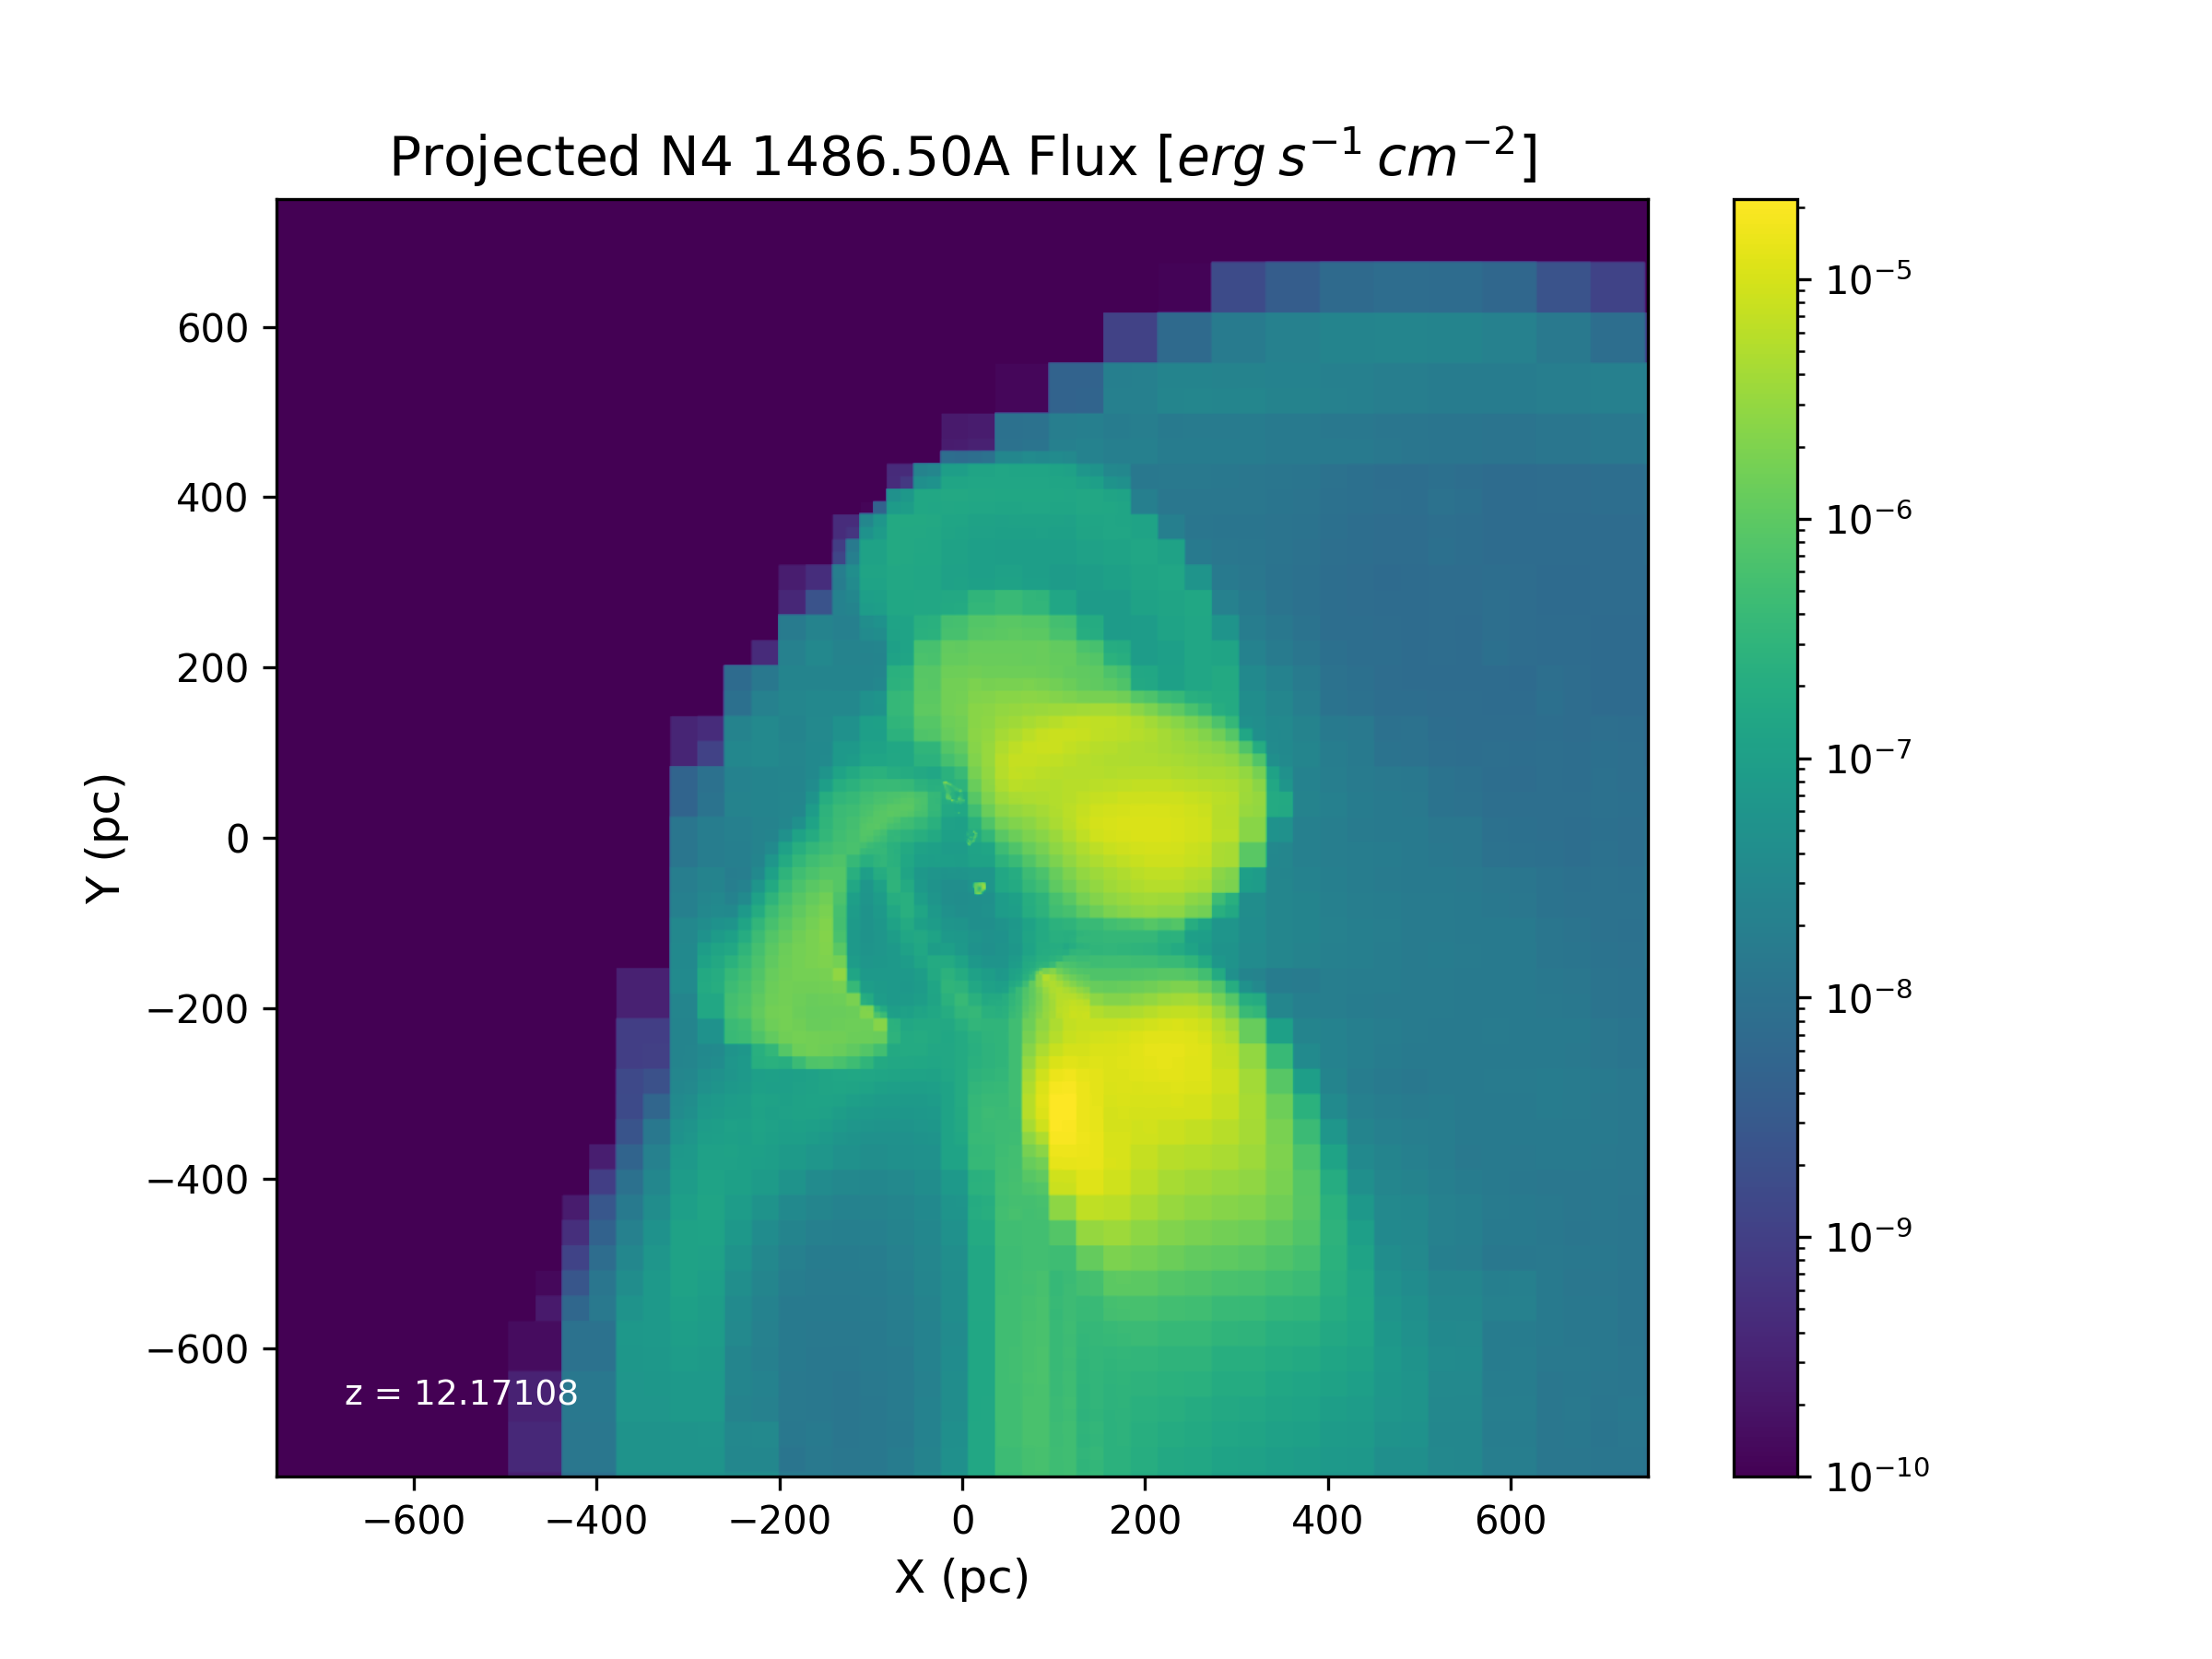 Projected N4 1486.50A Flux [erg s⁻¹ cm⁻²]
Y (pc)
600
400
200
0
−200
−400
−600
z = 12.17108
−600 −400 −200 0 200 400 600
X (pc)
10⁻⁵
10⁻⁶
10⁻⁷
10⁻⁸
10⁻⁹
10⁻¹⁰